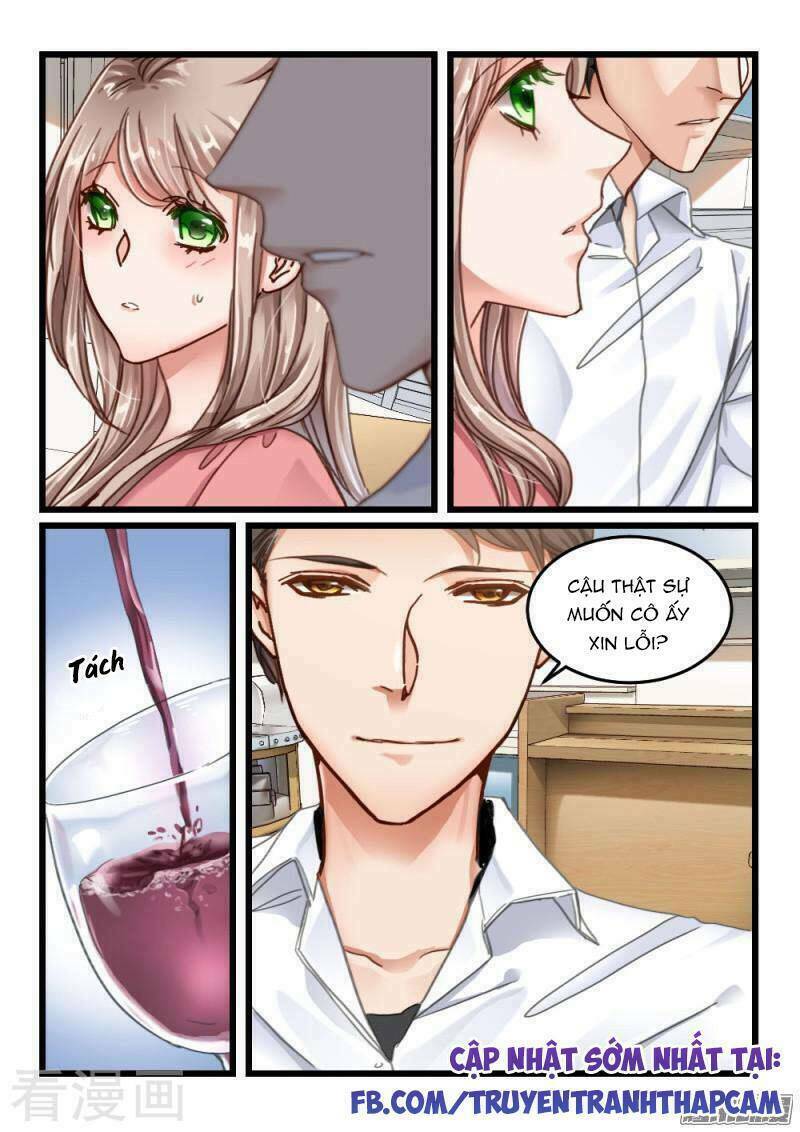 Tách
CẬU THẬT SỰ
MUỐN CÔ ẤY
XIN LỖI?
CẬP NHẬT SỚM NHẤT TẠI:
FB.COM/TRUYENTRANHTHAPCAM
看漫画